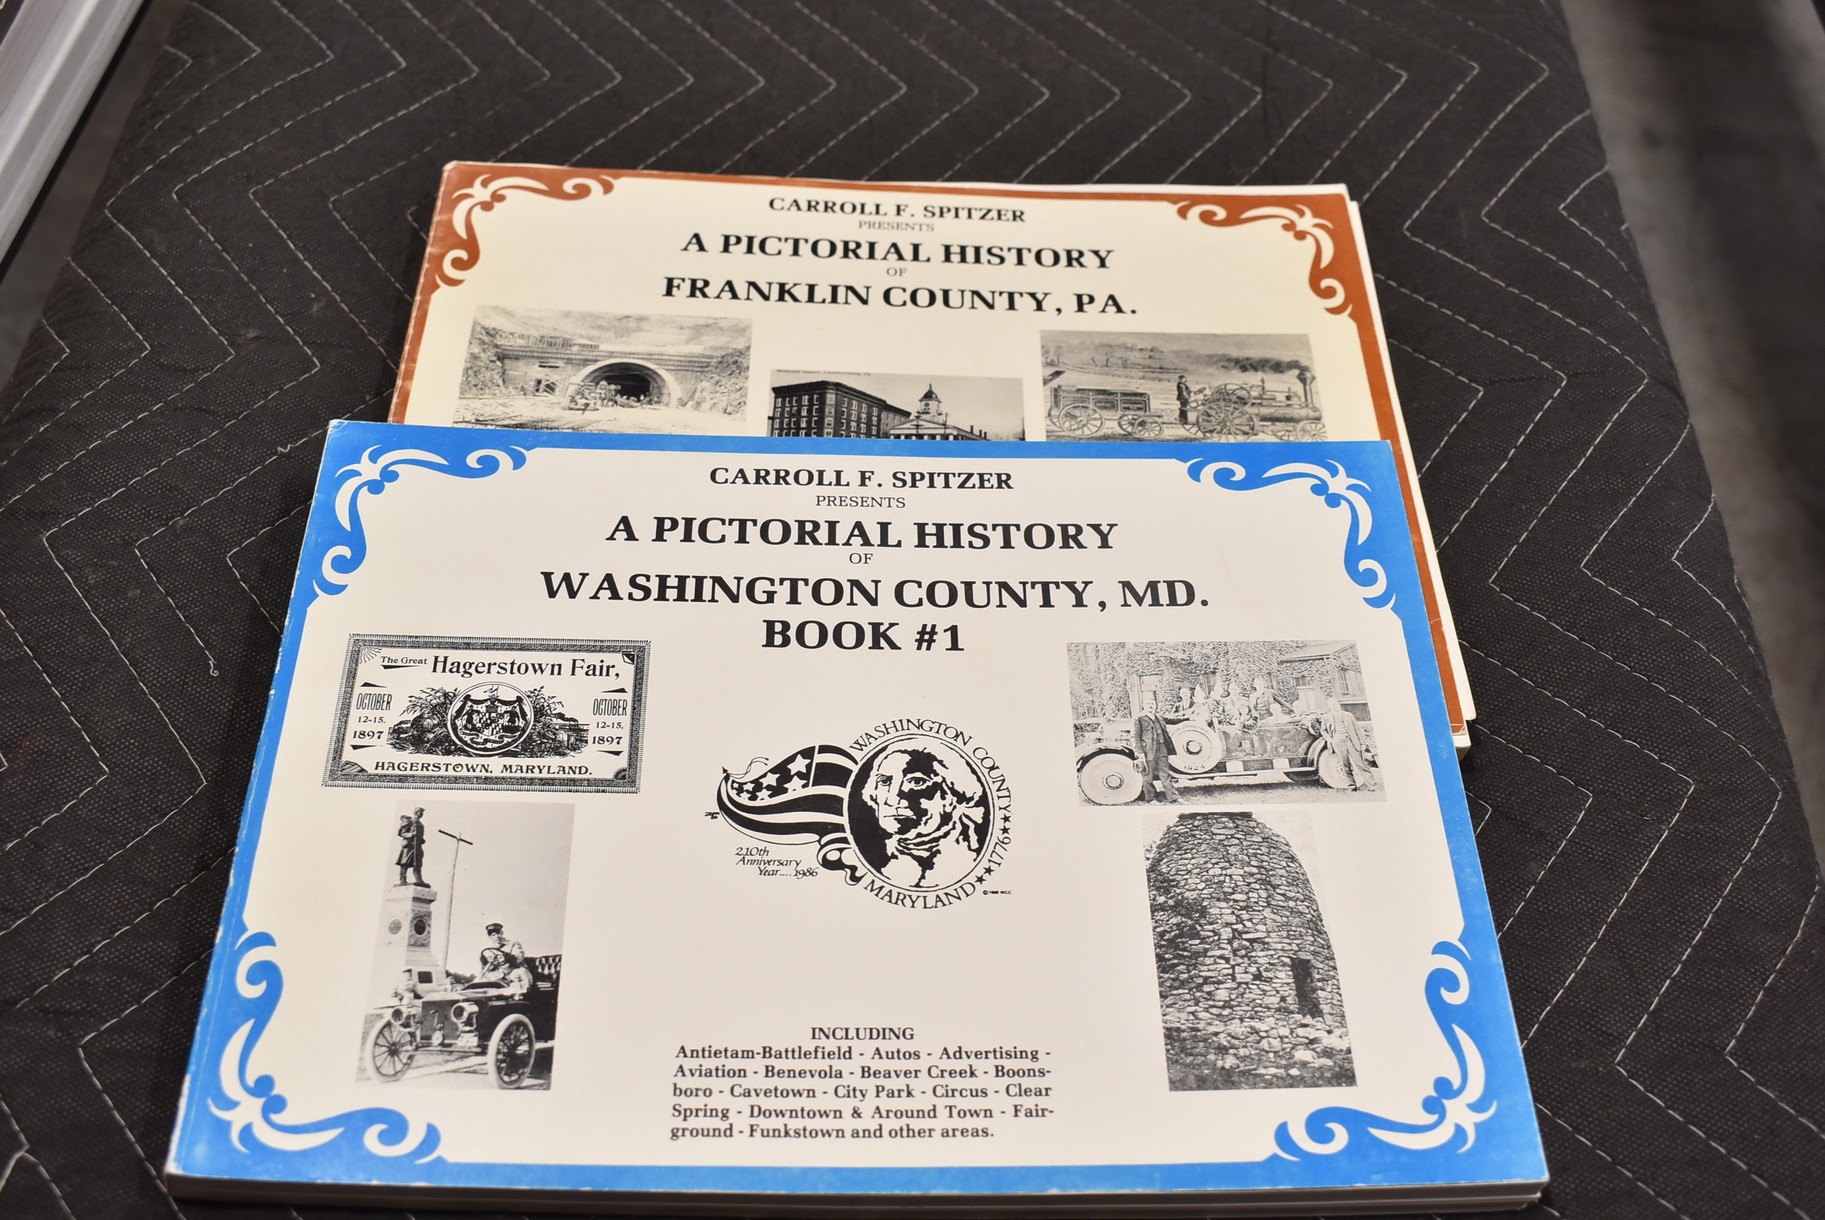 CARROLL F. SPITZER
PRESENTS
A PICTORIAL HISTORY
OF
FRANKLIN COUNTY, PA.
CARROLL F. SPITZER
PRESENTS
A PICTORIAL HISTORY
OF
WASHINGTON COUNTY, MD.
BOOK #1
The Great Hagerstown Fair,
OCTOBER
12-15,
1897
OCTOBER
12-15,
1897
HAGERSTOWN, MARYLAND.
WASHINGTON COUNTY
★★★1776★★
MARYLAND
210th
Anniversary
Year....1986
1924
INCLUDING
Antietam-Battlefield - Autos - Advertising -
Aviation - Benevola - Beaver Creek - Boons-
boro - Cavetown - City Park - Circus - Clear
Spring - Downtown & Around Town - Fair-
ground - Funkstown and other areas.